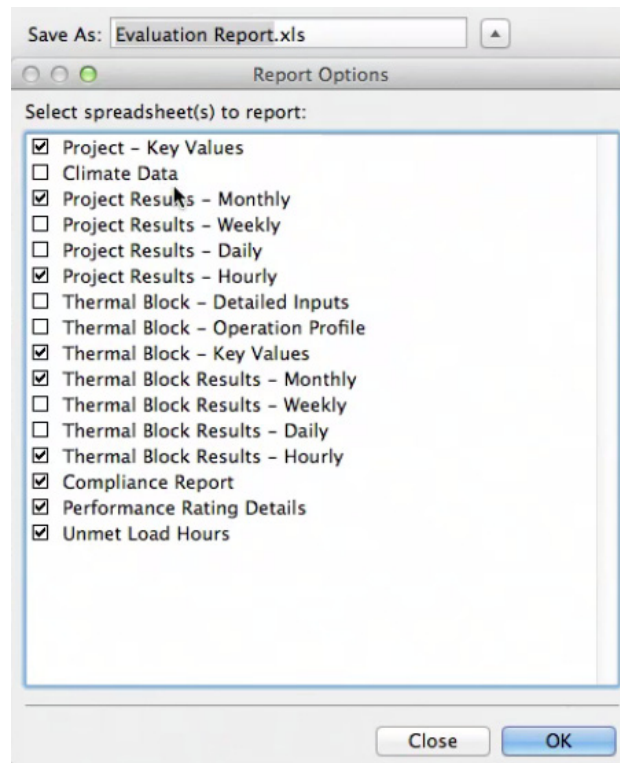 Save As: Evaluation Report.xls
Report Options
Select spreadsheet(s) to report:
Project – Key Values
Climate Data
Project Results – Monthly
Project Results – Weekly
Project Results – Daily
Project Results – Hourly
Thermal Block – Detailed Inputs
Thermal Block – Operation Profile
Thermal Block – Key Values
Thermal Block Results – Monthly
Thermal Block Results – Weekly
Thermal Block Results – Daily
Thermal Block Results – Hourly
Compliance Report
Performance Rating Details
Unmet Load Hours
Close OK